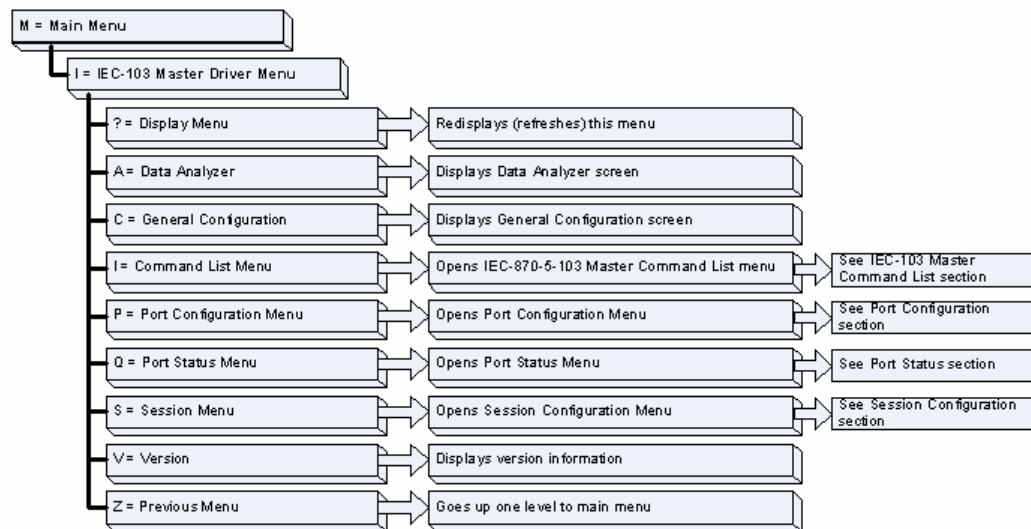 M = Main Menu
I = IEC-103 Master Driver Menu
? = Display Menu
Redisplays (refreshes) this menu
A = Data Analyzer
Displays Data Analyzer screen
C = General Configuration
Displays General Configuration screen
I = Command List Menu
Opens IEC-870-5-103 Master Command List menu
See IEC-103 Master
Command List section
P = Port Configuration Menu
Opens Port Configuration Menu
See Port Configuration
section
Q = Port Status Menu
Opens Port Status Menu
See Port Status section
S = Session Menu
Opens Session Configuration Menu
See Session Configuration
section
V = Version
Displays version information
Z = Previous Menu
Goes up one level to main menu